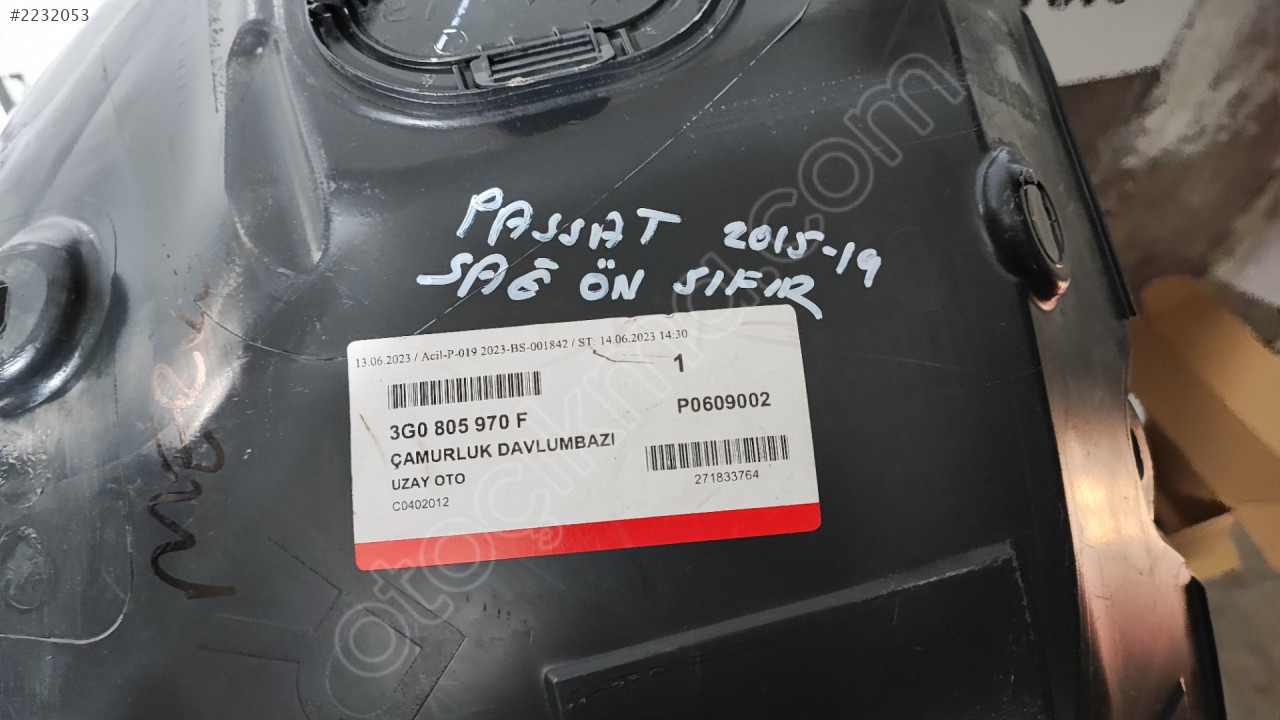 #2232053
PASSAT 2015-19
SAĞ ÖN SIFIR
13.06.2023 / Acil-P-019 2023-BS-001842 / ST: 14.06.2023 14:30
1
3G0 805 970 F
P0609002
ÇAMURLUK DAVLUMBAZI
UZAY OTO
271833764
C0402012
otocikma.com